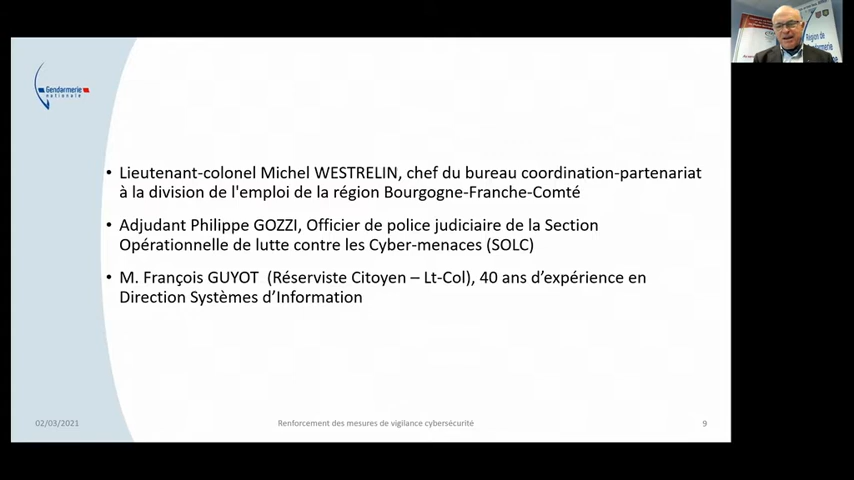 Gendarmerie
nationale
• Lieutenant-colonel Michel WESTRELIN, chef du bureau coordination-partenariat
à la division de l'emploi de la région Bourgogne-Franche-Comté
• Adjudant Philippe GOZZI, Officier de police judiciaire de la Section
Opérationnelle de lutte contre les Cyber-menaces (SOLC)
• M. François GUYOT (Réserviste Citoyen – Lt-Col), 40 ans d’expérience en
Direction Systèmes d’Information
02/03/2021
Renforcement des mesures de vigilance cybersécurité
9
Région de